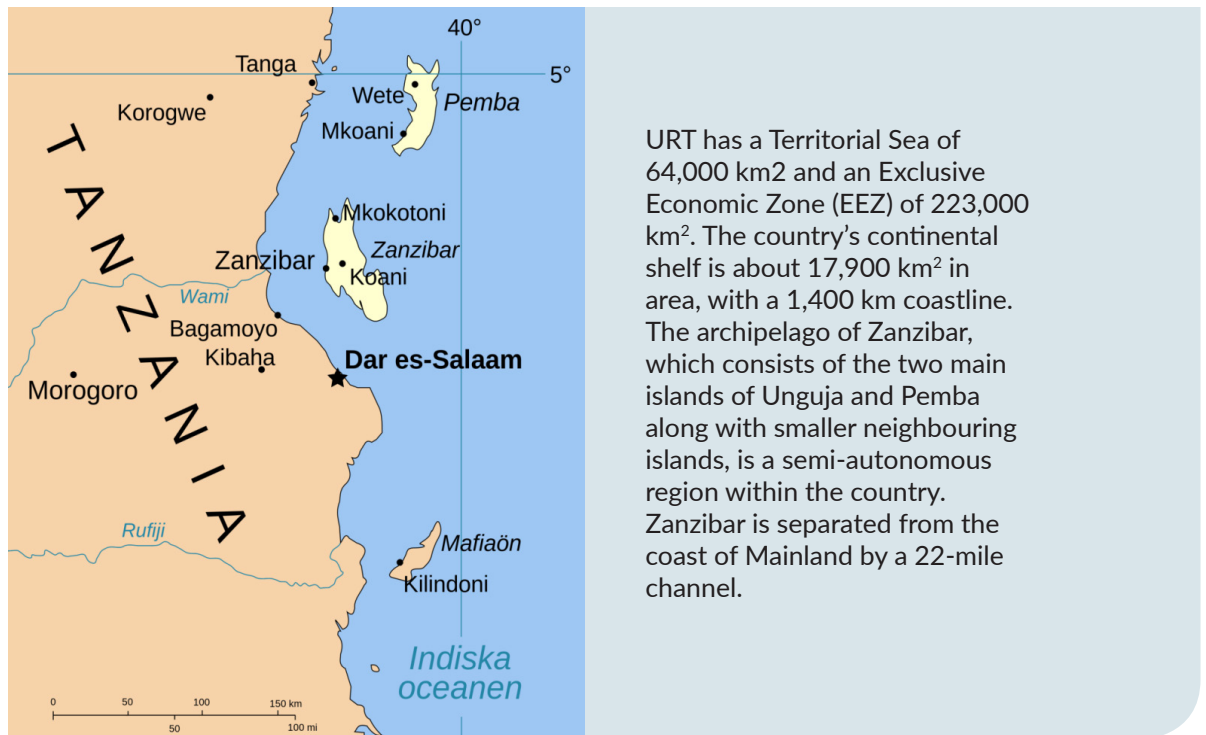 40°
Tanga
5°
Wete
Pemba
Korogwe
Mkoani
TANZANIA
Mkokotoni
Zanzibar
Zanzibar
Koani
Wami
Bagamoyo
Kibaha
Dar es-Salaam
Morogoro
Rufiji
Mafiaön
Kilindoni
Indiska
oceanen
0 50 100 150 km
50 100 mi
URT has a Territorial Sea of
64,000 km2 and an Exclusive
Economic Zone (EEZ) of 223,000
km². The country’s continental
shelf is about 17,900 km² in
area, with a 1,400 km coastline.
The archipelago of Zanzibar,
which consists of the two main
islands of Unguja and Pemba
along with smaller neighbouring
islands, is a semi-autonomous
region within the country.
Zanzibar is separated from the
coast of Mainland by a 22-mile
channel.